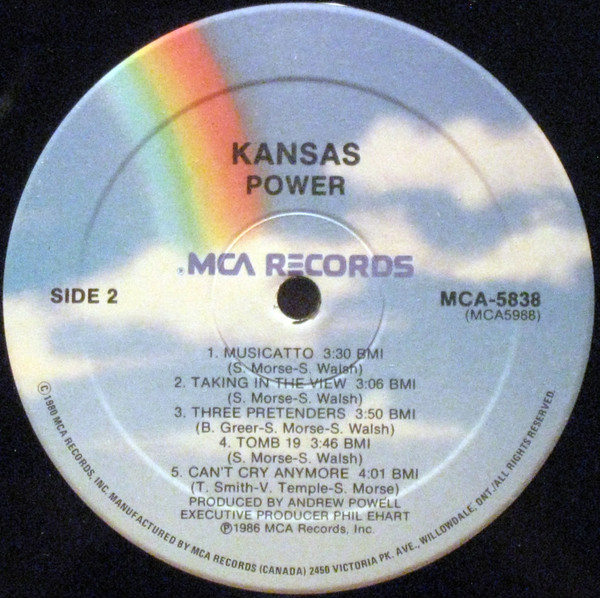 KANSAS
POWER
MCA RECORDS
SIDE 2
MCA-5838
(MCA5988)
1. MUSICATTO 3:30 BMI
(S. Morse-S. Walsh)
2. TAKING IN THE VIEW 3:06 BMI
(S. Morse-S. Walsh)
3. THREE PRETENDERS 3:50 BMI
(B. Greer-S. Morse-S. Walsh)
4. TOMB 19 3:46 BMI
(S. Morse-S. Walsh)
5. CAN'T CRY ANYMORE 4:01 BMI
(T. Smith-V. Temple-S. Morse)
PRODUCED BY ANDREW POWELL
EXECUTIVE PRODUCER PHIL EHART
℗1986 MCA Records, Inc.
©1980 MCA RECORDS, INC. MANUFACTURED BY MCA RECORDS (CANADA) 2450 VICTORIA PK. AVE., WILLOWDALE, ONT./ALL RIGHTS RESERVED.